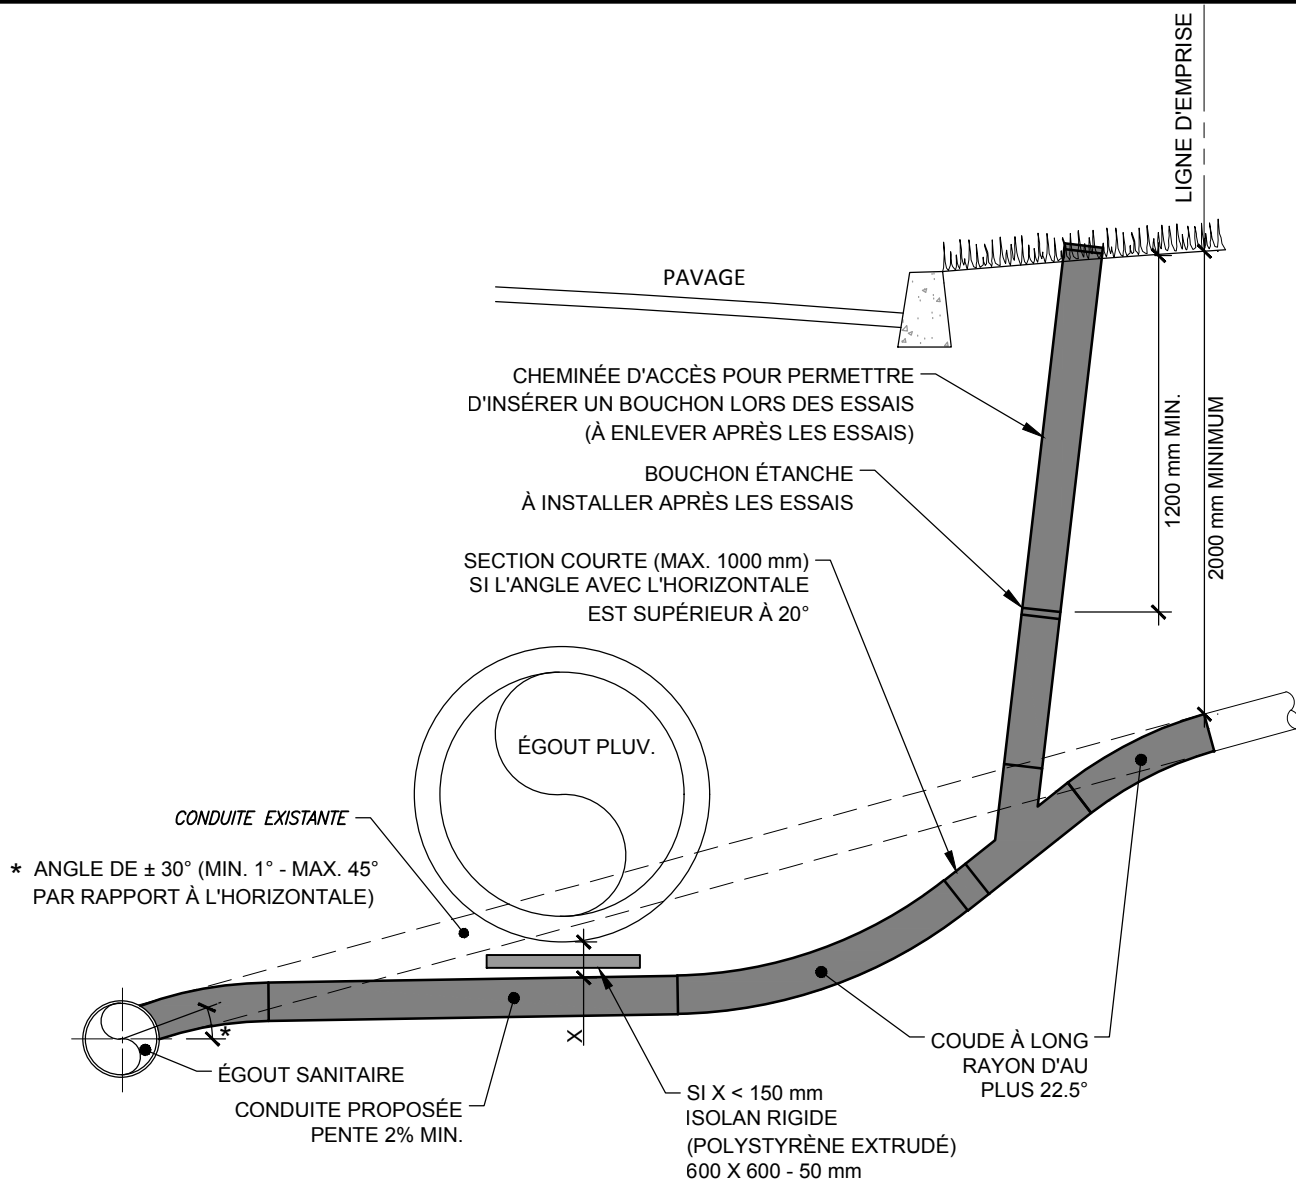 LIGNE D'EMPRISE
PAVAGE
CHEMINÉE D'ACCÈS POUR PERMETTRE
D'INSÉRER UN BOUCHON LORS DES ESSAIS
(À ENLEVER APRÈS LES ESSAIS)
BOUCHON ÉTANCHE
À INSTALLER APRÈS LES ESSAIS
1200 mm MIN.
2000 mm MINIMUM
SECTION COURTE (MAX. 1000 mm)
SI L'ANGLE AVEC L'HORIZONTALE
EST SUPÉRIEUR À 20°
ÉGOUT PLUV.
CONDUITE EXISTANTE
* ANGLE DE ± 30° (MIN. 1° - MAX. 45°
PAR RAPPORT À L'HORIZONTALE)
*
X
ÉGOUT SANITAIRE
CONDUITE PROPOSÉE
PENTE 2% MIN.
SI X < 150 mm
ISOLAN RIGIDE
(POLYSTYRÈNE EXTRUDÉ)
600 X 600 - 50 mm
COUDE À LONG
RAYON D'AU
PLUS 22.5°